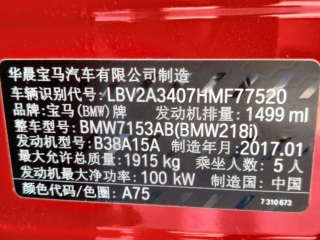 华晨宝马汽车有限公司制造
车辆识别代号: LBV2A3407HMF77520
品牌: 宝马(BMW)牌 发动机排量: 1499 ml
整车型号: BMW7153AB(BMW218i)
发动机型号: B38A15A 制造年月: 2017.01
最大允许总质量: 1915 kg 乘坐人数: 5 人
发动机最大净功率: 100 kW 制造国: 中国
颜色代码/色图: A75
7 310 673